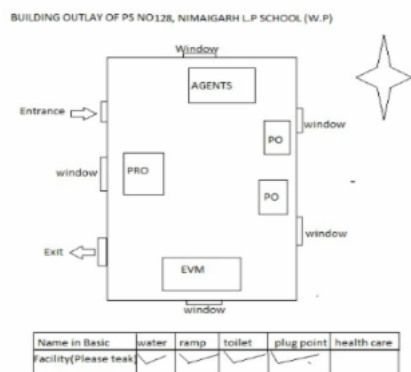 BUILDING OUTLAY OF PS NO128, NIMAIGARH L.P SCHOOL (W.P)
Window
AGENTS
Entrance
window
PO
window
PRO
PO
window
Exit
EVM
window
Name in Basic water ramp toilet plug point health care
Facility(Please teak)